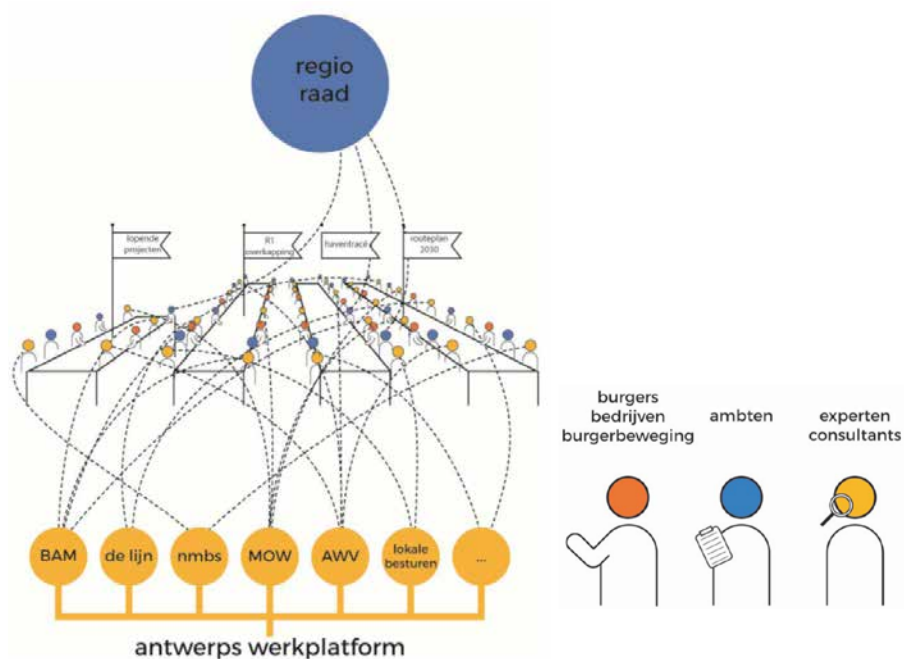 regio
raad
lopende
projecten
R1
overkapping
haventracé
routeplan
2030
BAM
de lijn
nmbs
MOW
AWV
lokale
besturen
...
antwerps werkplatform
burgers
bedrijven
burgerbeweging
ambten
experten
consultants